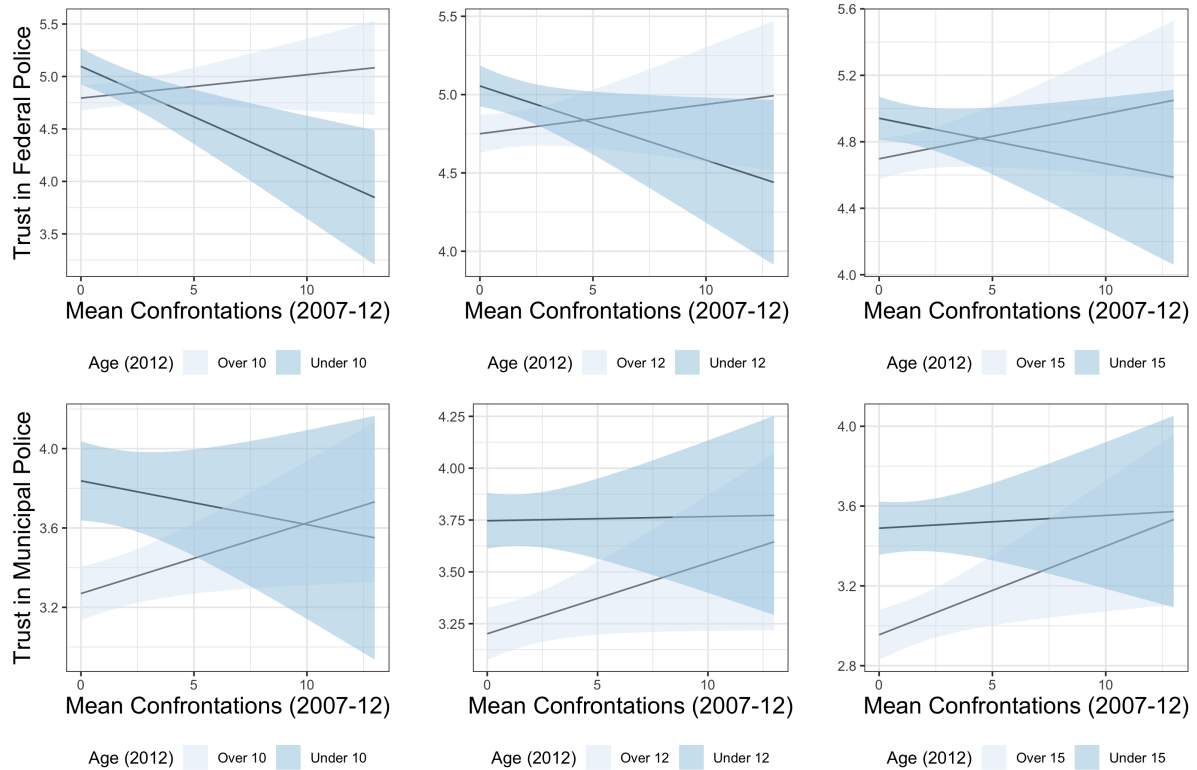 Trust in Federal Police
5.5
5.0
4.5
4.0
3.5
0 5 10
Mean Confrontations (2007-12)
Age (2012) Over 10 Under 10
5.5
5.0
4.5
4.0
0 5 10
Mean Confrontations (2007-12)
Age (2012) Over 12 Under 12
5.6
5.2
4.8
4.4
4.0
0 5 10
Mean Confrontations (2007-12)
Age (2012) Over 15 Under 15
Trust in Municipal Police
4.0
3.6
3.2
0 5 10
Mean Confrontations (2007-12)
Age (2012) Over 10 Under 10
4.25
4.00
3.75
3.50
3.25
0 5 10
Mean Confrontations (2007-12)
Age (2012) Over 12 Under 12
4.0
3.6
3.2
2.8
0 5 10
Mean Confrontations (2007-12)
Age (2012) Over 15 Under 15